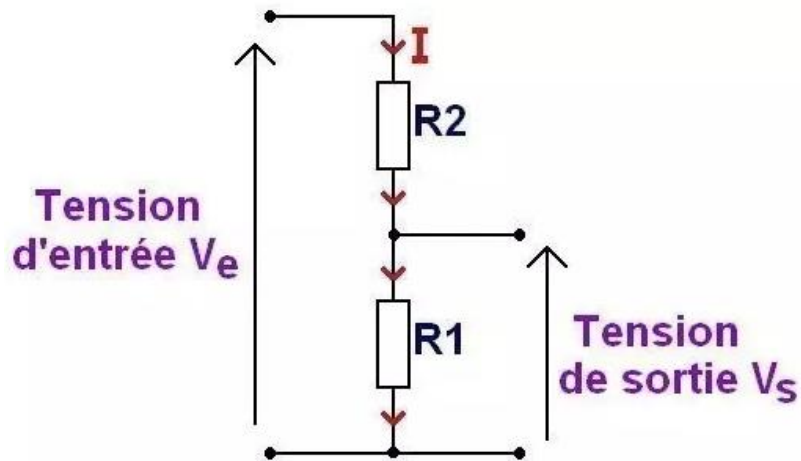 I
R2
Tension
d'entrée Ve
R1
Tension
de sortie Vs